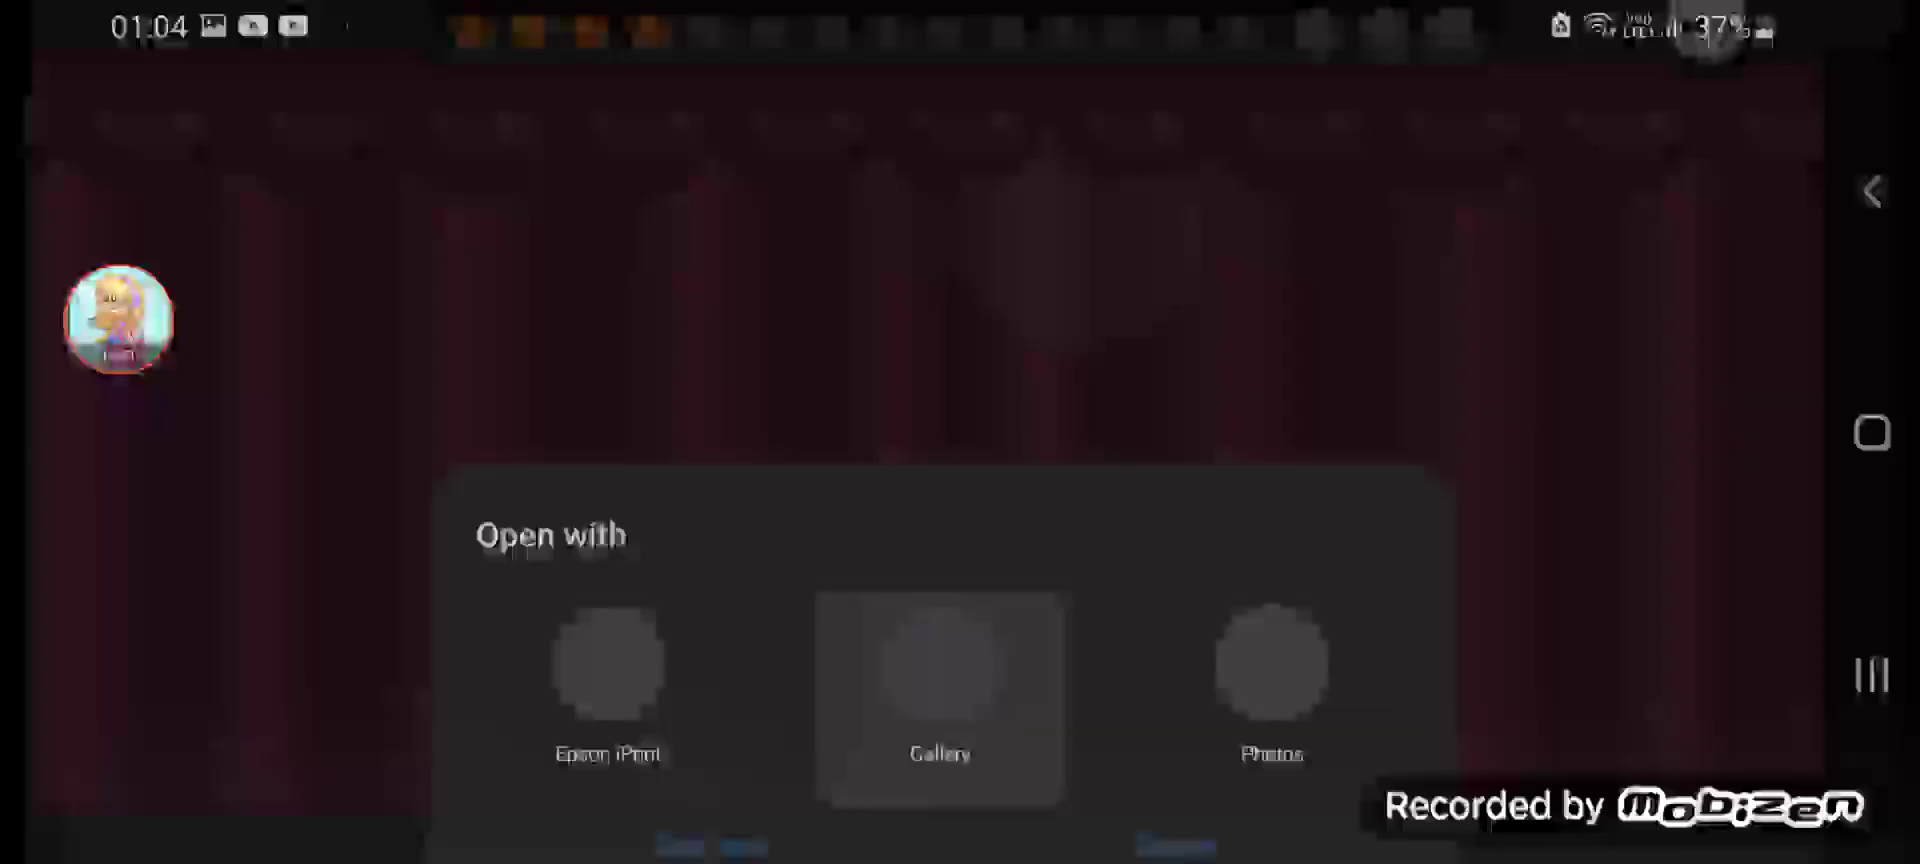 01:04
37%
Open with
Epson iPrint
Gallery
Photos
Recorded by mobizen